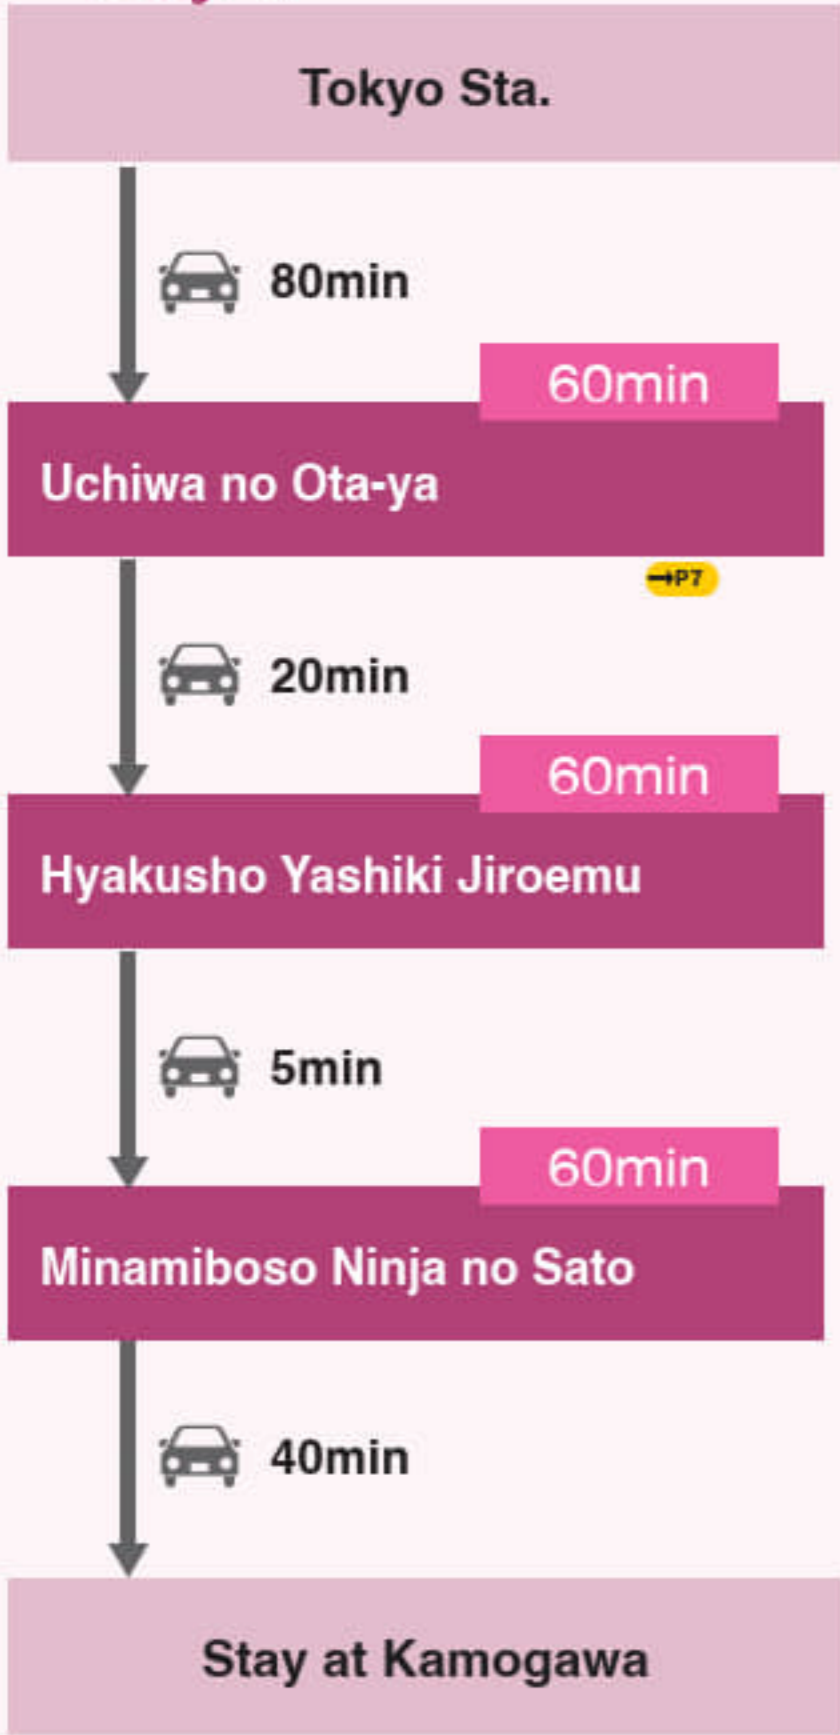 Tokyo Sta.
80min
60min
Uchiwa no Ota-ya
→P7
20min
60min
Hyakusho Yashiki Jiroemu
5min
60min
Minamiboso Ninja no Sato
40min
Stay at Kamogawa